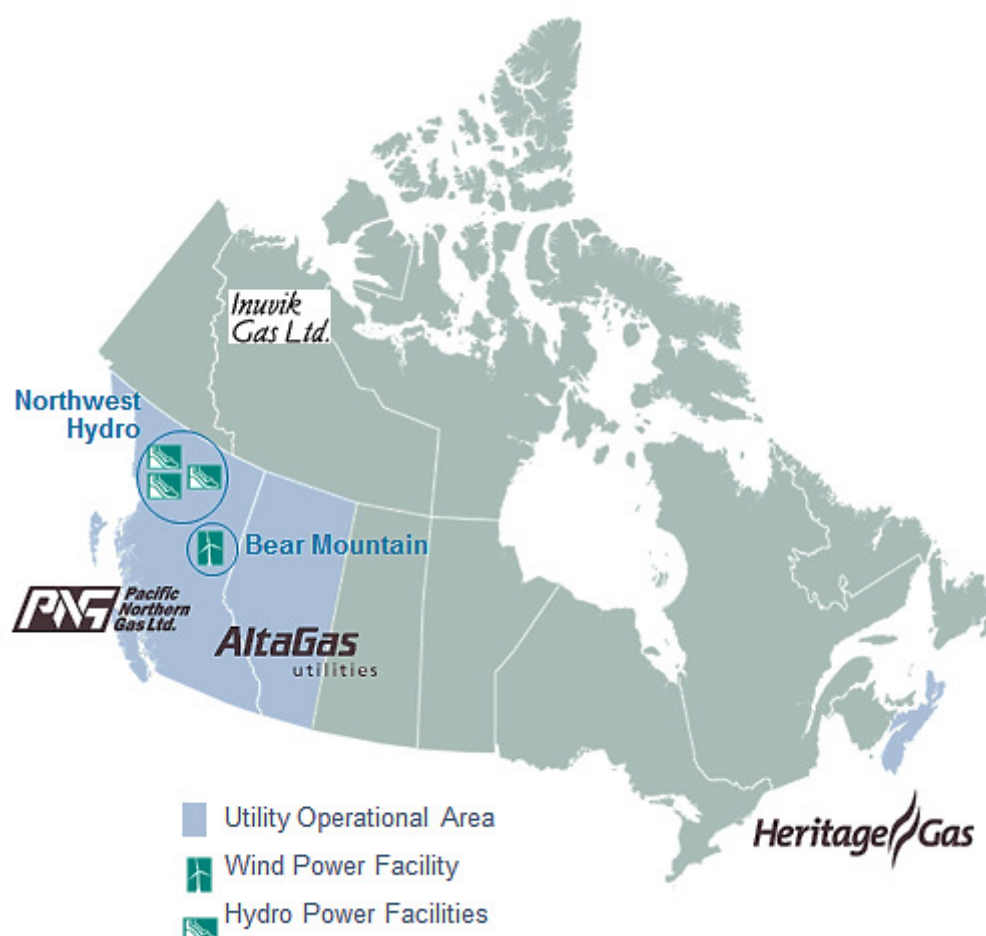 Inuvik
Gas Ltd.
Northwest
Hydro
Bear Mountain
PNG Pacific
Northern
Gas Ltd.
AltaGas
utilities
Heritage Gas
Utility Operational Area
Wind Power Facility
Hydro Power Facilities